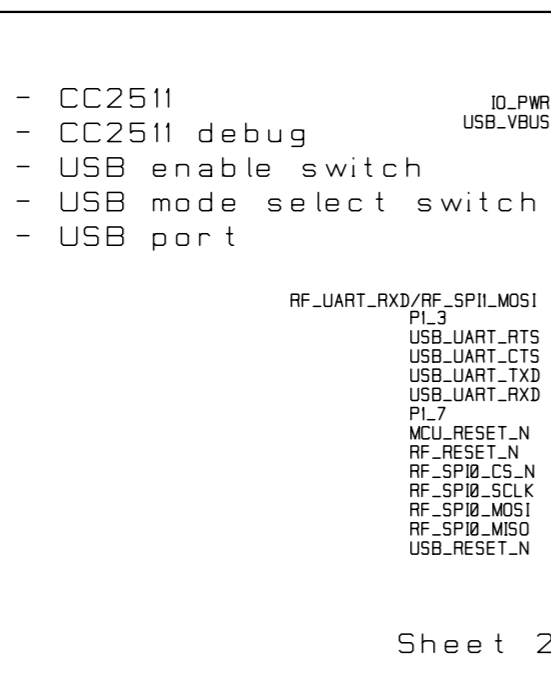 - CC2511
IO_PWR
- CC2511 debug
USB_VBUS
- USB enable switch
- USB mode select switch
- USB port
RF_UART_RXD/RF_SPI1_MOSI
P1_3
USB_UART_RTS
USB_UART_CTS
USB_UART_TXD
USB_UART_RXD
P1_7
MCU_RESET_N
RF_RESET_N
RF_SPI0_CS_N
RF_SPI0_SCLK
RF_SPI0_MOSI
RF_SPI0_MISO
USB_RESET_N
Sheet 2